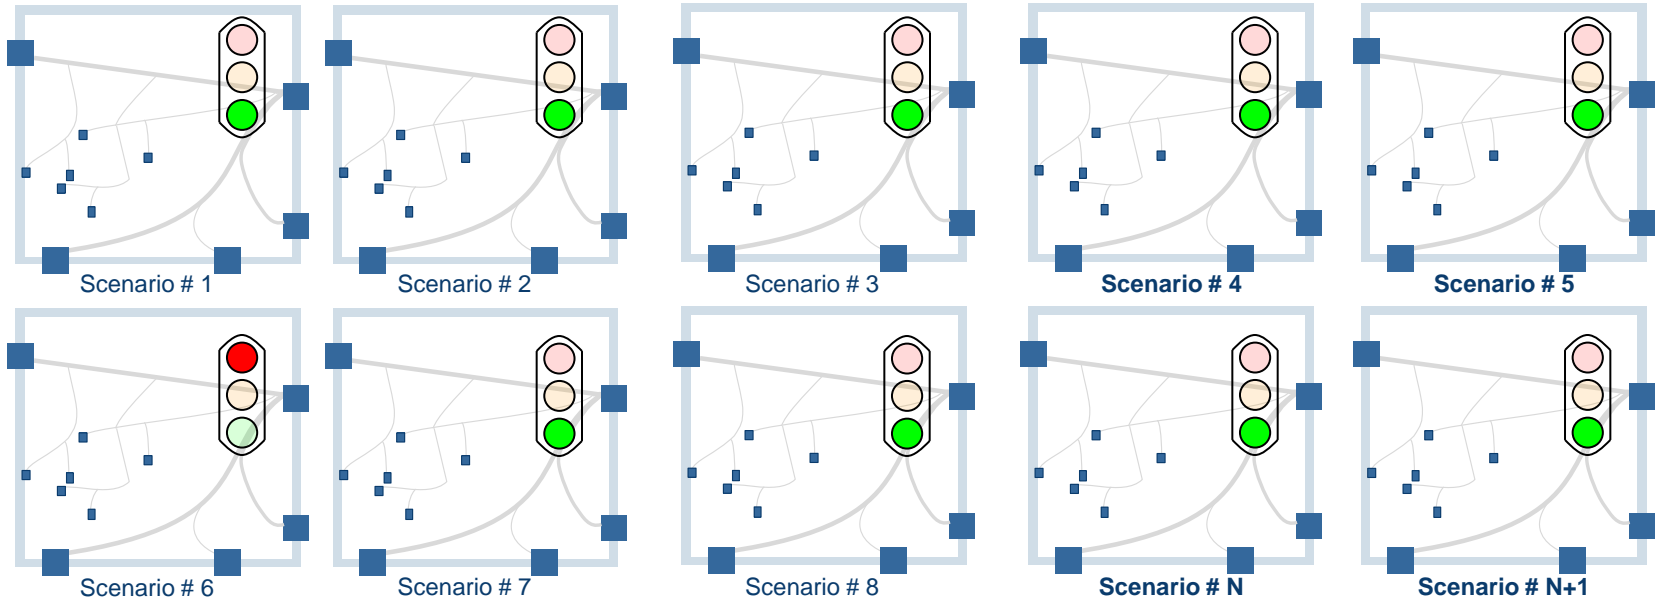 Scenario # 1
Scenario # 2
Scenario # 3
Scenario # 4
Scenario # 5
Scenario # 6
Scenario # 7
Scenario # 8
Scenario # N
Scenario # N+1